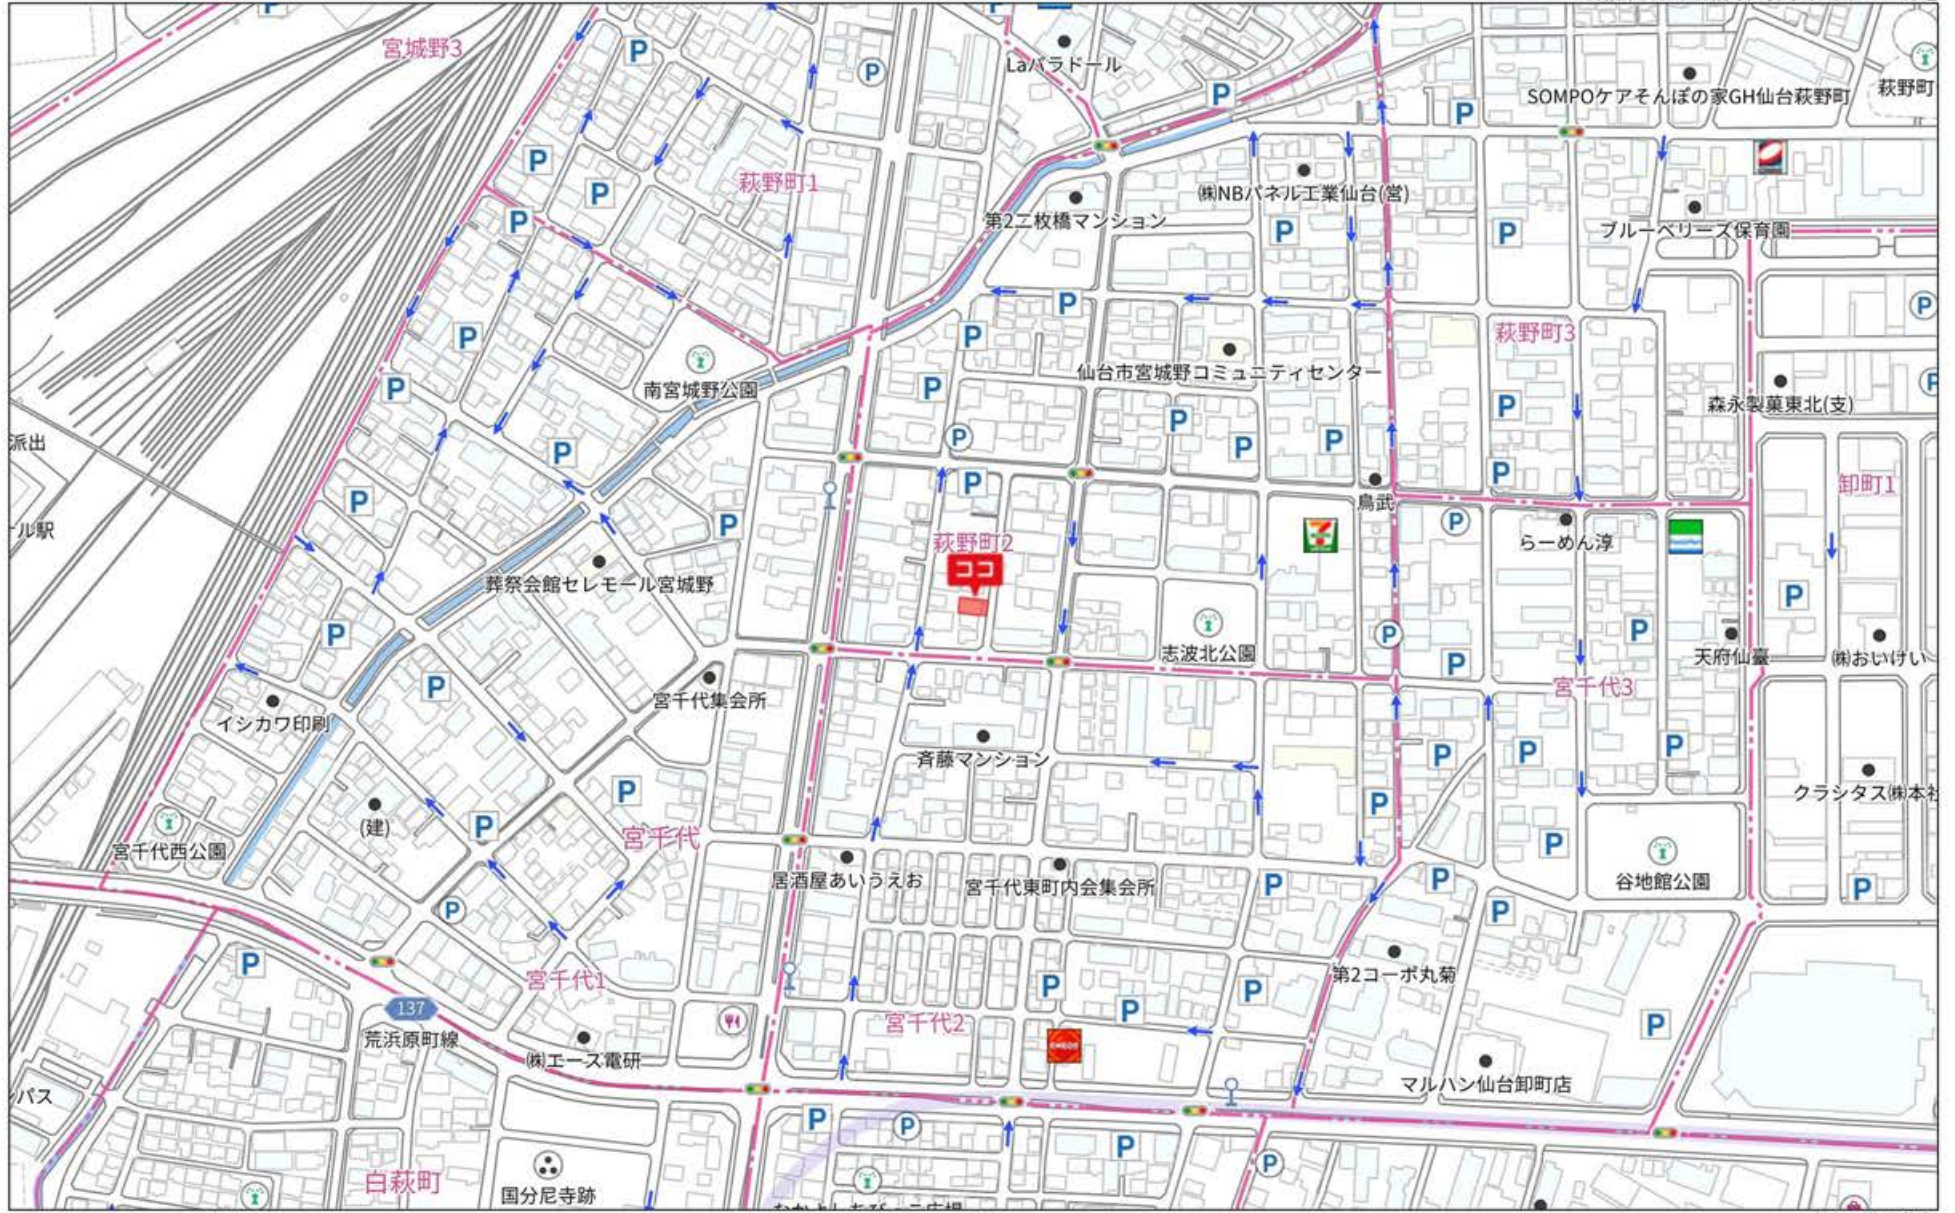 宮城野3
Laパラドール
SOMPOケアそんぽの家GH仙台萩野町
萩野町
萩野町1
㈱NBパネル工業仙台(営)
第2二枚橋マンション
ブルーベリーズ保育園
萩野町3
南宮城野公園
仙台市宮城野コミュニティセンター
森永製菓東北(支)
派出
卸町1
鳥武
ール駅
萩野町2
らーめん淳
ココ
葬祭会館セレモール宮城野
志波北公園
天府仙臺
㈱おいけい
宮千代3
宮千代集会所
イシカワ印刷
斉藤マンション
クラシタス㈱本社
(建)
宮千代
宮千代西公園
居酒屋あいうえお
宮千代東町内会集会所
谷地館公園
第2コーポ丸菊
宮千代1
137
宮千代2
荒浜原町線
㈱エーズ電研
ENEOS
マルハン仙台卸町店
パス
白萩町
国分尼寺跡